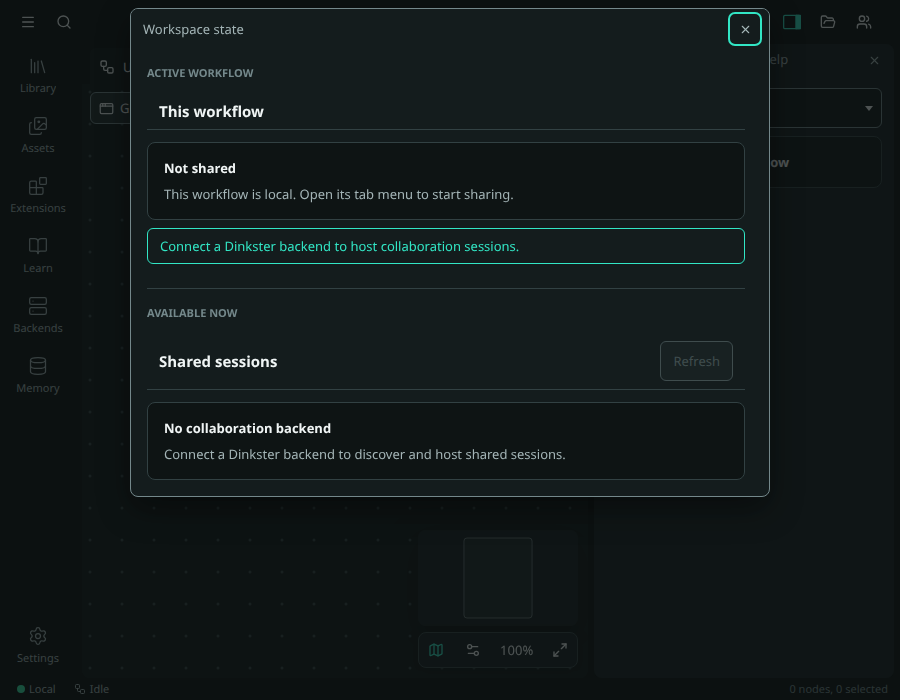 Workspace state
ACTIVE WORKFLOW
This workflow
Not shared
This workflow is local. Open its tab menu to start sharing.
Connect a Dinkster backend to host collaboration sessions.
AVAILABLE NOW
Shared sessions
Refresh
No collaboration backend
Connect a Dinkster backend to discover and host shared sessions.
Library
Assets
Extensions
Learn
Backends
Memory
Settings
U
G
elp
ow
100%
Local
Idle
0 nodes, 0 selected